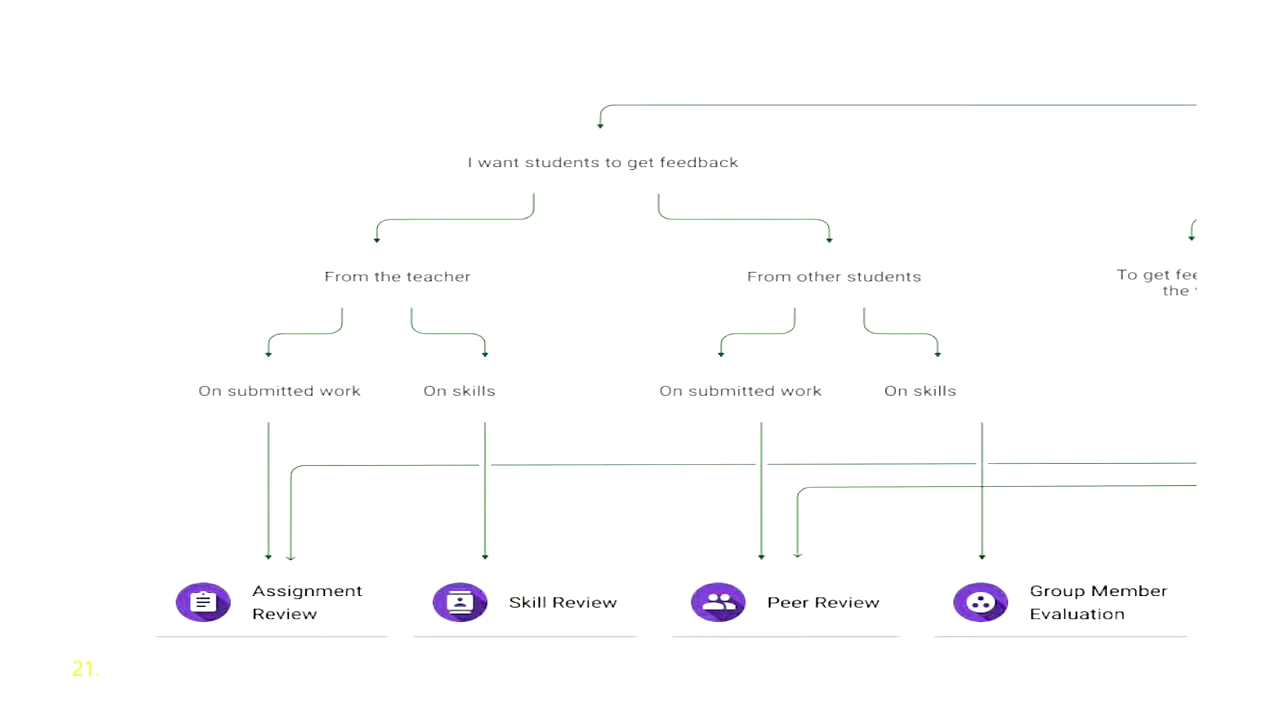 I want students to get feedback
From the teacher
From other students
To get fee
the
On submitted work
On skills
On submitted work
On skills
Assignment
Review
Skill Review
Peer Review
Group Member
Evaluation
21.